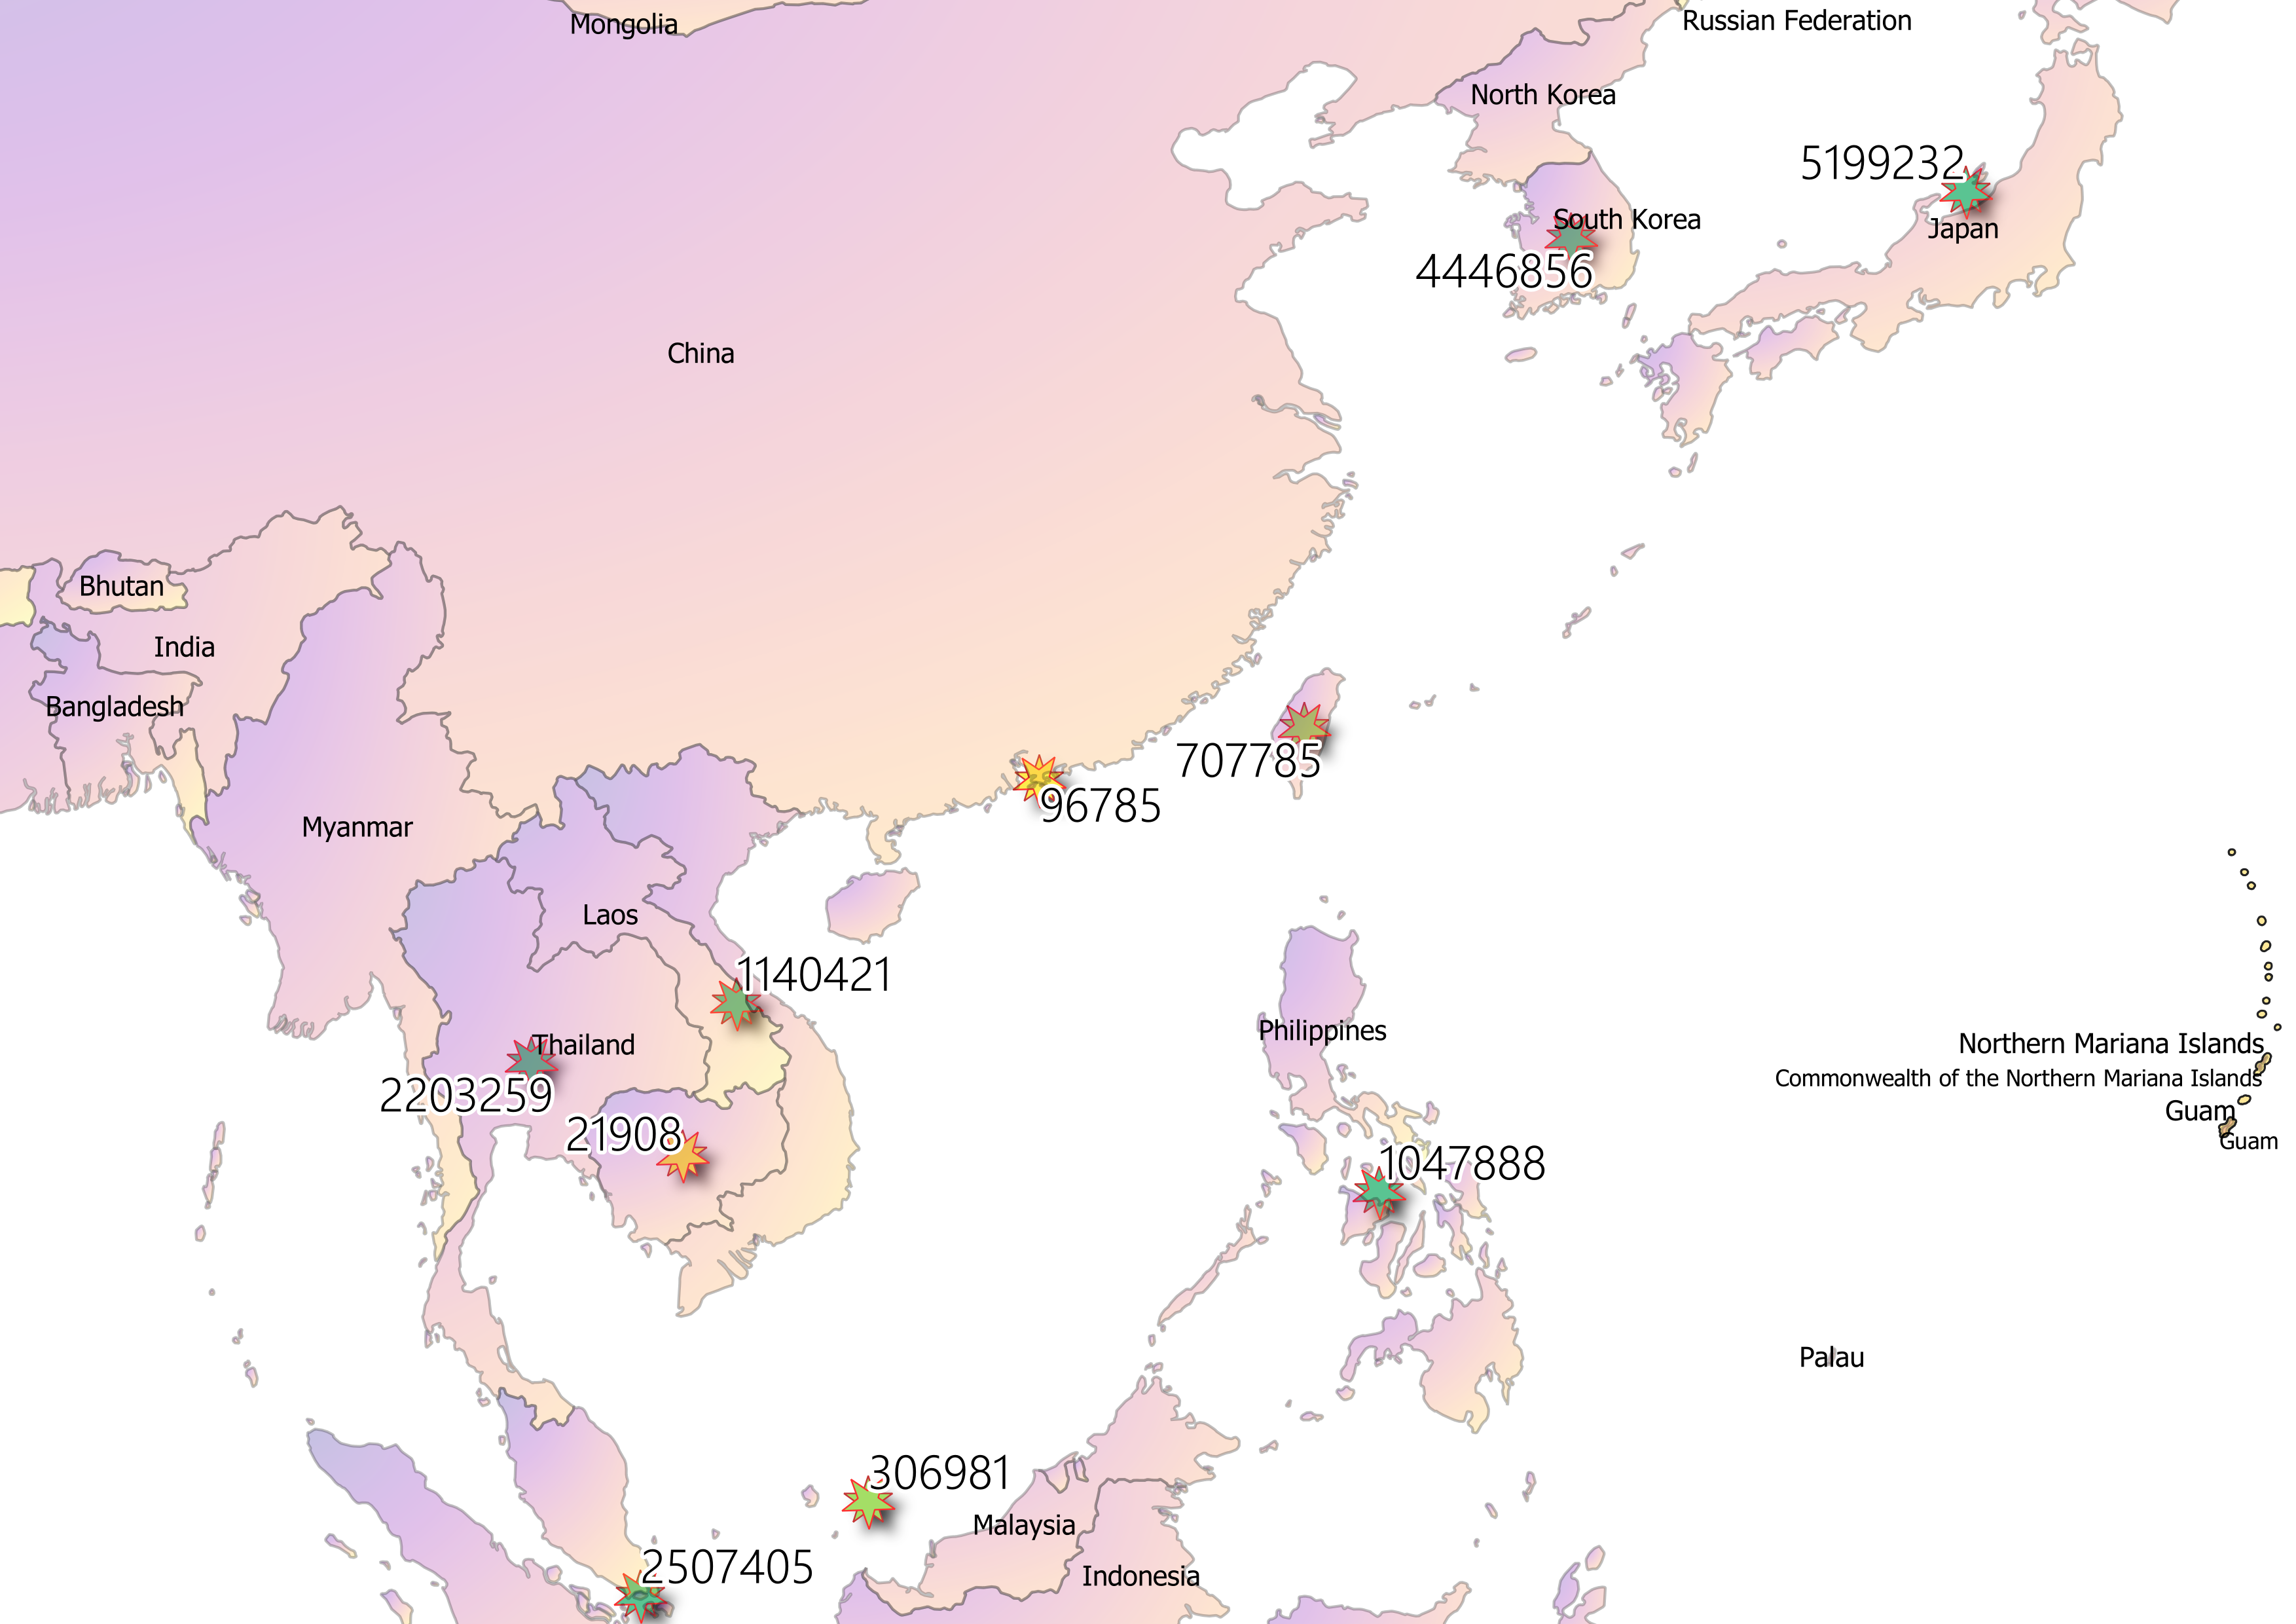 Mongolia
Russian Federation
North Korea
5199232
South Korea
Japan
4446856
China
Bhutan
India
Bangladesh
707785
96785
Myanmar
Laos
1140421
Philippines
Thailand
Northern Mariana Islands
Commonwealth of the Northern Mariana Islands
2203259
Guam
21908
Guam
1047888
Palau
306981
Malaysia
2507405
Indonesia